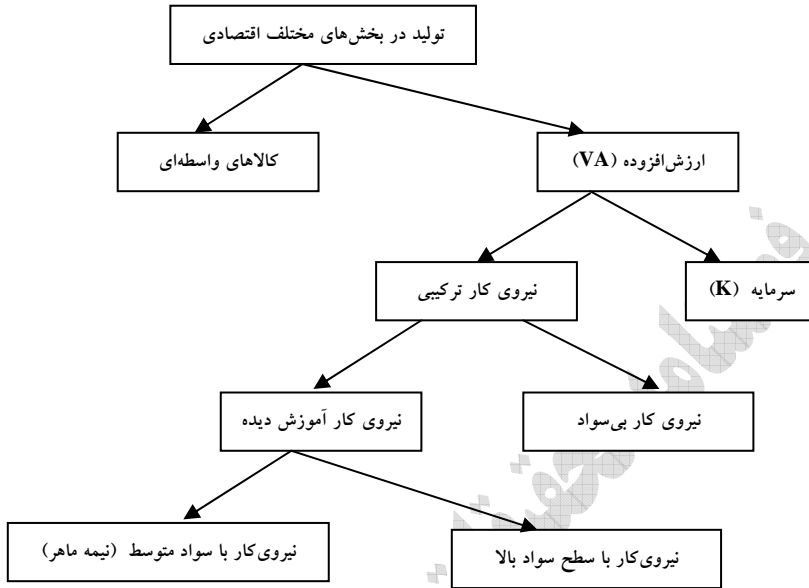 تولید در بخش‌های مختلف اقتصادی
ارزش‌افزوده (VA)
کالاهای واسطه‌ای
سرمایه (K)
نیروی کار ترکیبی
نیروی کار بی‌سواد
نیروی کار آموزش دیده
نیروی‌کار با سطح سواد بالا
نیروی‌کار با سواد متوسط (نیمه ماهر)